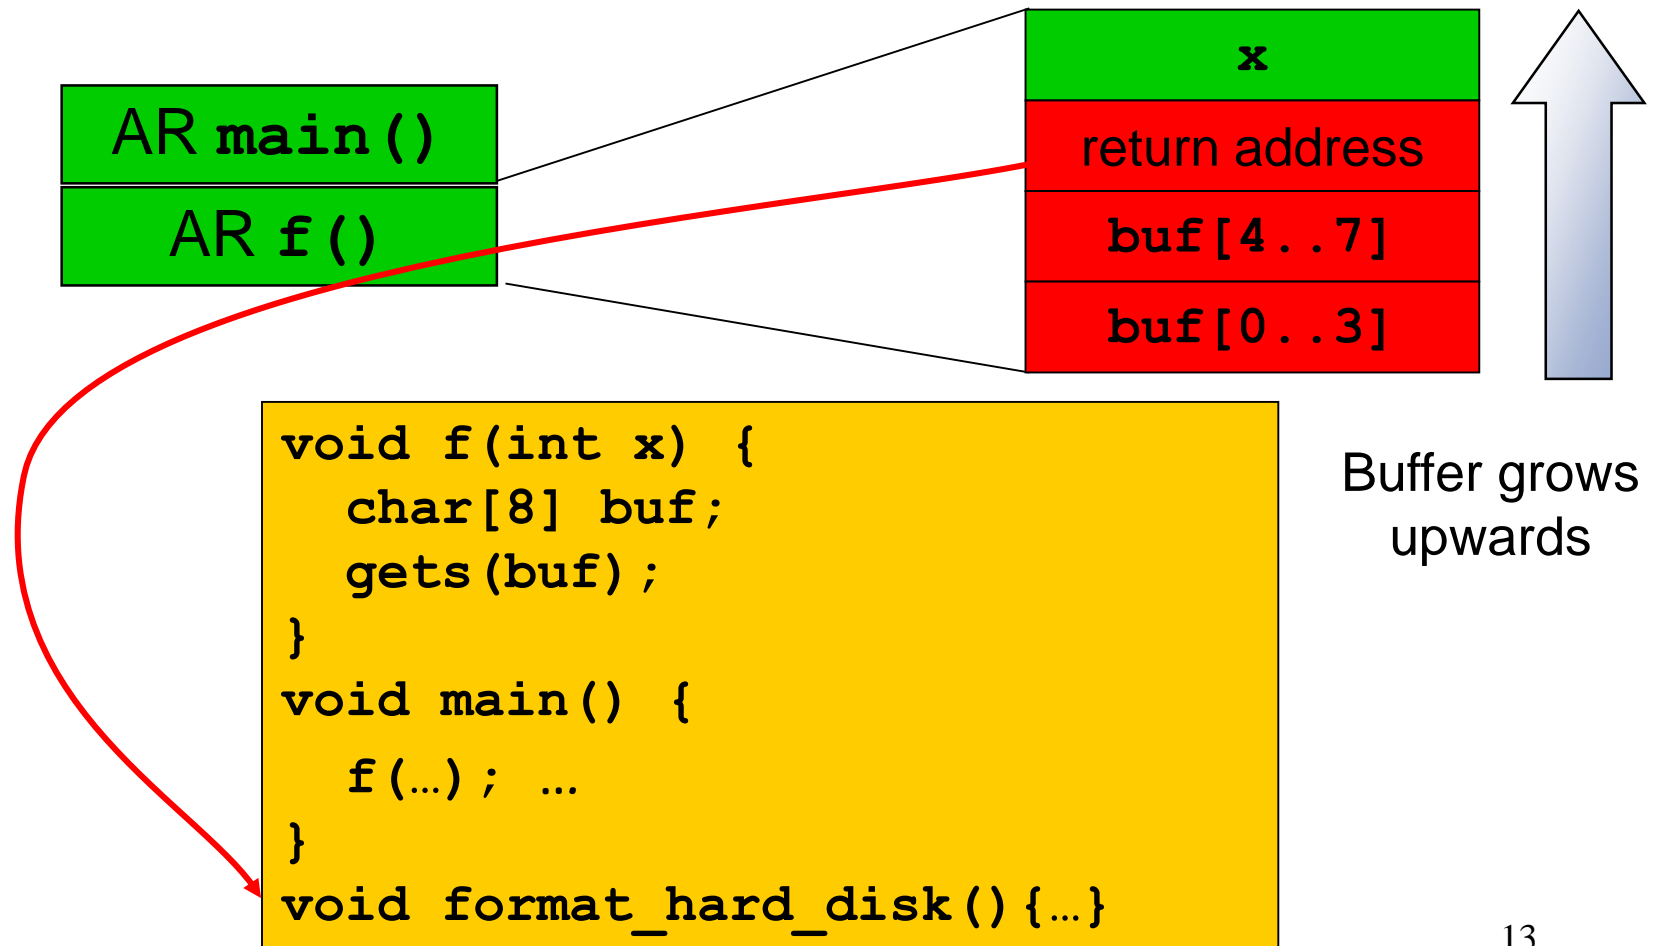 x
AR main()
return address
AR f()
buf[4..7]
buf[0..3]
void f(int x) {
char[8] buf;
gets(buf);
}
void main() {
f(…); …
}
void format_hard_disk(){…}
Buffer grows
upwards
13